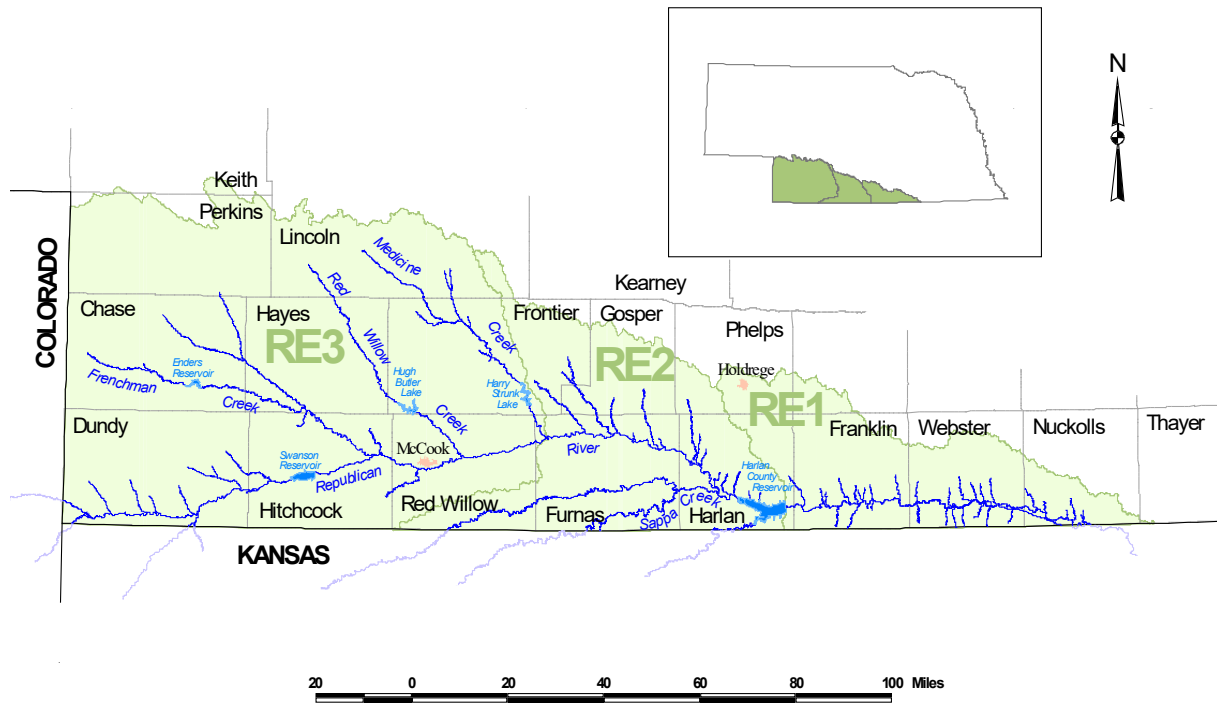 N
Keith
Perkins
Lincoln
COLORADO
Medicine
Creek
Red
Willow
Creek
Kearney
Chase
Hayes
Frontier
Gosper
Phelps
RE3
RE2
RE1
Holdrege
Enders
Reservoir
Frenchman
Creek
Hugh
Butler
Lake
Harry
Strunk
Lake
Dundy
Franklin
Webster
Nuckolls
Thayer
McCook
River
Swanson
Reservoir
Republican
Harlan
County
Reservoir
Hitchcock
Red Willow
Furnas
Sappa
Creek
Harlan
KANSAS
20 0 20 40 60 80 100 Miles